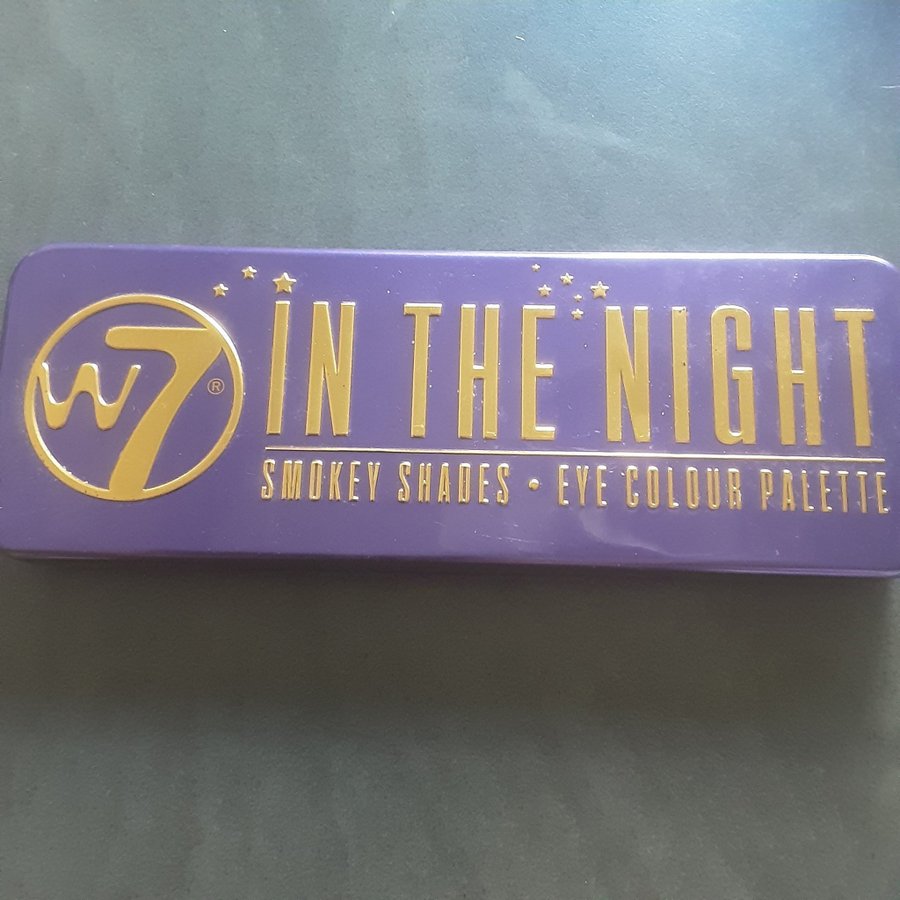 W7®
IN THE NIGHT
SMOKEY SHADES • EYE COLOUR PALETTE